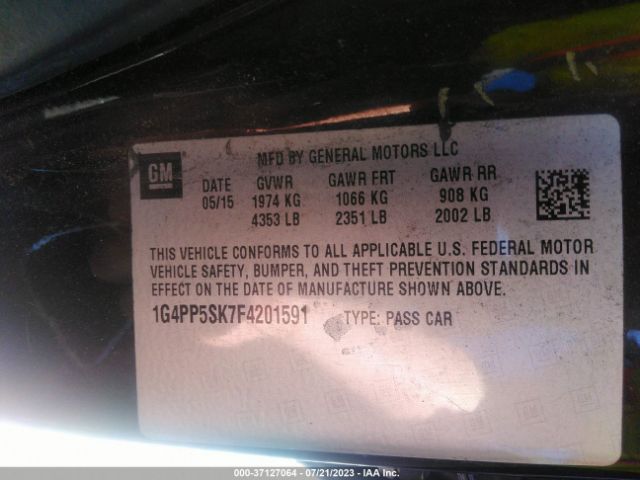 MFD BY GENERAL MOTORS LLC
GM
DATE GVWR GAWR FRT GAWR RR
05/15 1974 KG 1066 KG 908 KG
4353 LB 2351 LB 2002 LB
THIS VEHICLE CONFORMS TO ALL APPLICABLE U.S. FEDERAL MOTOR
VEHICLE SAFETY, BUMPER, AND THEFT PREVENTION STANDARDS IN
EFFECT ON THE DATE OF MANUFACTURE SHOWN ABOVE.
1G4PP5SK7F4201591 TYPE: PASS CAR
000-37127064 / 07/21/2023 - IAA Inc.